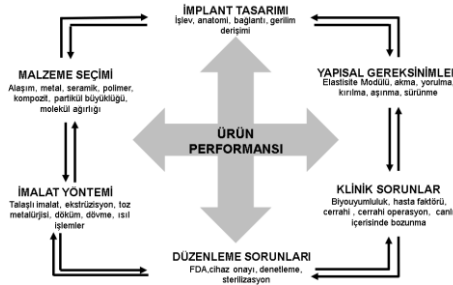 İMPLANT TASARIMI
İşlev, anatomi, bağlantı, gerilim
derişimi
MALZEME SEÇİMİ
Alaşım, metal, seramik, polimer,
kompozit, partikül büyüklüğü,
molekül ağırlığı
YAPISAL GEREKSİNİMLER
Elastisite Modülü, akma, yorulma,
kırılma, aşınma, sürünme
ÜRÜN
PERFORMANSI
İMALAT YÖNTEMİ
Talaşlı imalat, ekstrüzisyon, toz
metalürjisi, döküm, dövme, ısıl
işlemler
KLİNİK SORUNLAR
Biyouyumluluk, hasta faktörü,
cerrahi , cerrahi operasyon, canlı
içerisinde bozunma
DÜZENLEME SORUNLARI
FDA,cihaz onayı, denetleme,
sterilizasyon